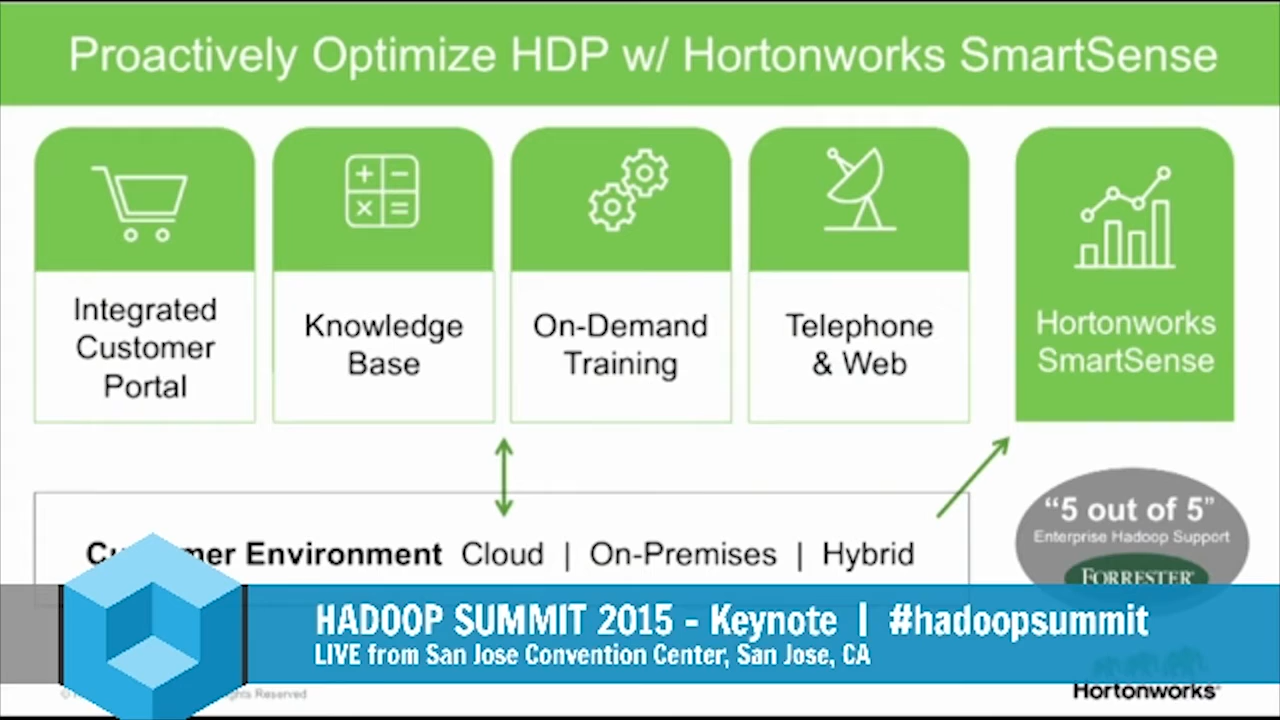 Proactively Optimize HDP w/ Hortonworks SmartSense
Integrated
Customer
Portal
Knowledge
Base
On-Demand
Training
Telephone
& Web
Hortonworks
SmartSense
“5 out of 5”
Enterprise Hadoop Support
FORRESTER®
Environment Cloud | On-Premises | Hybrid
HADOOP SUMMIT 2015 - Keynote | #hadoopsummit
LIVE from San Jose Convention Center, San Jose, CA
Reserved
Hortonworks